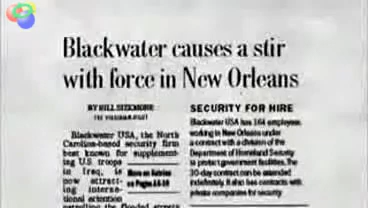 Blackwater causes a stir
with force in New Orleans
BY BILL SIZEMORE
THE VIRGINIAN-PILOT
Blackwater USA, the North
Carolina-based security firm
best known for supplement-
ing U.S. troops
in Iraq, is
now attract-
ing interna-
tional attention
patrolling the flooded streets
More on Katrina
on Pages
SECURITY FOR HIRE
Blackwater USA has 164 employees
working in New Orleans under
a contract with a division of the
Department of Homeland Security
to protect government facilities. The
30-day contract can be extended
indefinitely. It also has contracts with
private companies for security.